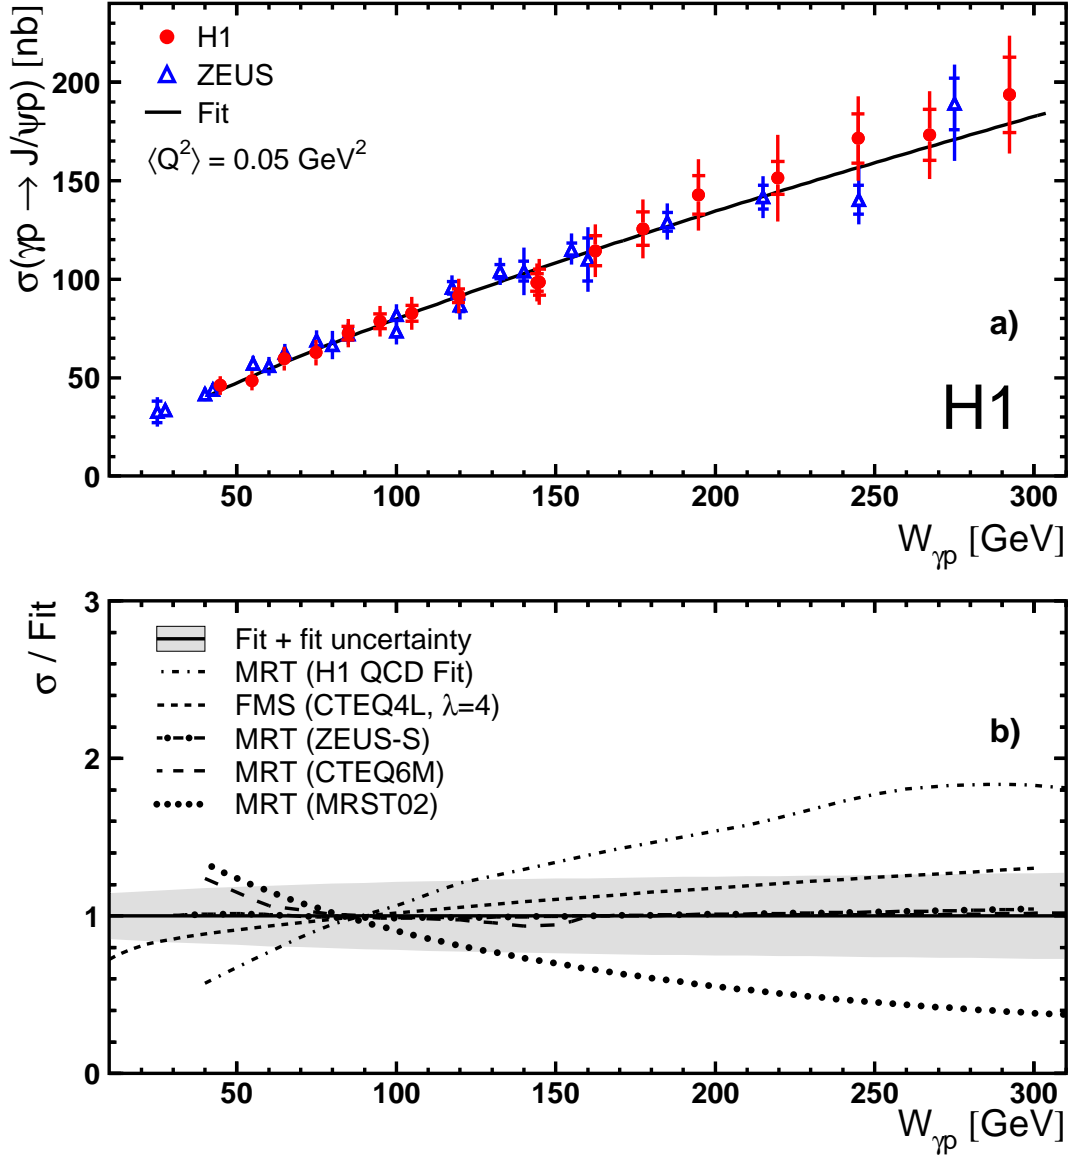 σ(γp → J/ψp) [nb]
200
150
100
50
0
H1
ZEUS
Fit
⟨Q²⟩ = 0.05 GeV²
a)
H1
50 100 150 200 250 300
W_γp [GeV]
σ / Fit
3
2
1
0
Fit + fit uncertainty
MRT (H1 QCD Fit)
FMS (CTEQ4L, λ=4)
MRT (ZEUS-S)
MRT (CTEQ6M)
MRT (MRST02)
b)
50 100 150 200 250 300
W_γp [GeV]